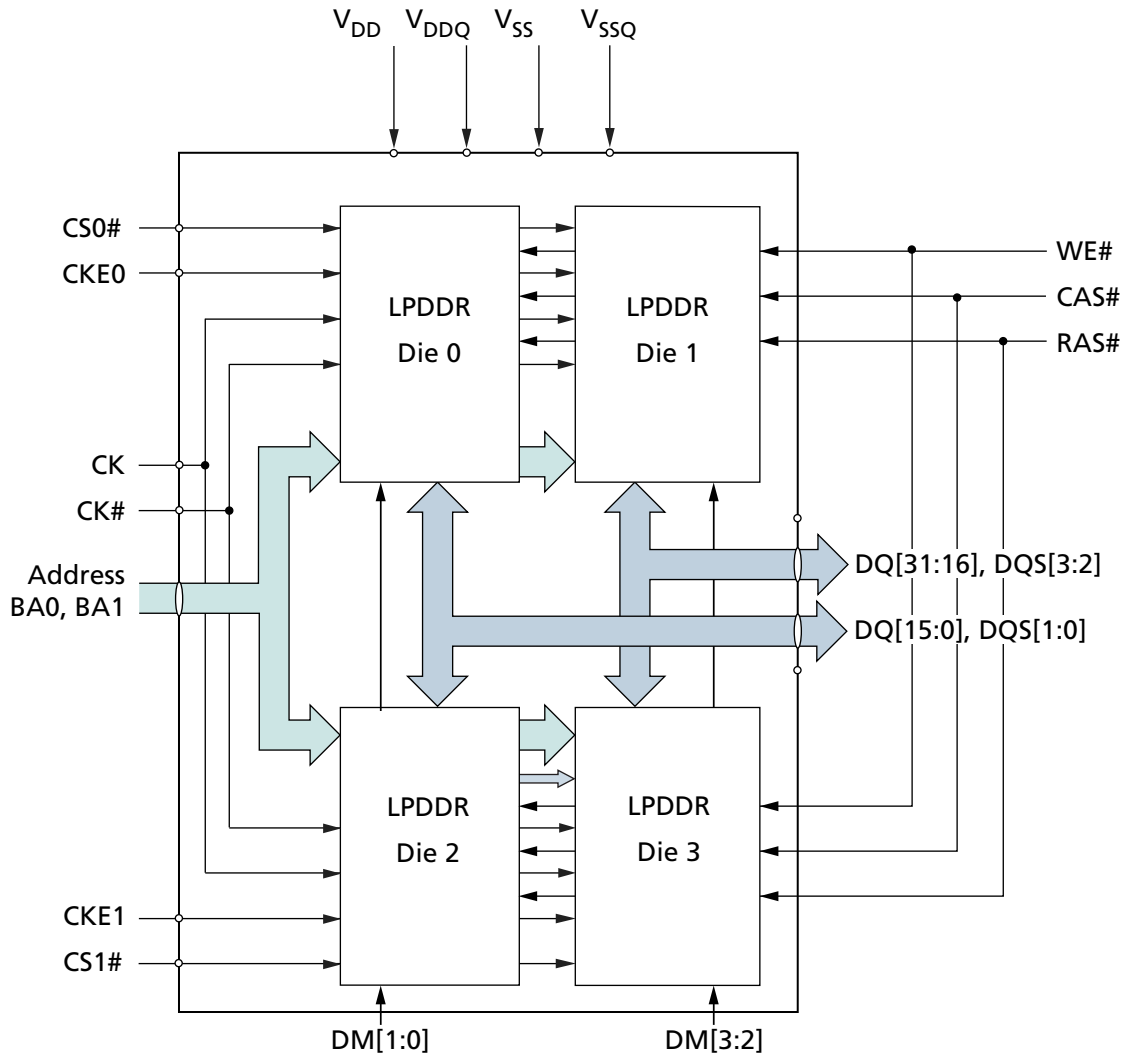 VDD VDDQ VSS VSSQ
CS0#
CKE0
CK
CK#
Address
BA0, BA1
CKE1
CS1#
LPDDR
Die 0
LPDDR
Die 1
LPDDR
Die 2
LPDDR
Die 3
WE#
CAS#
RAS#
DQ[31:16], DQS[3:2]
DQ[15:0], DQS[1:0]
DM[1:0]
DM[3:2]